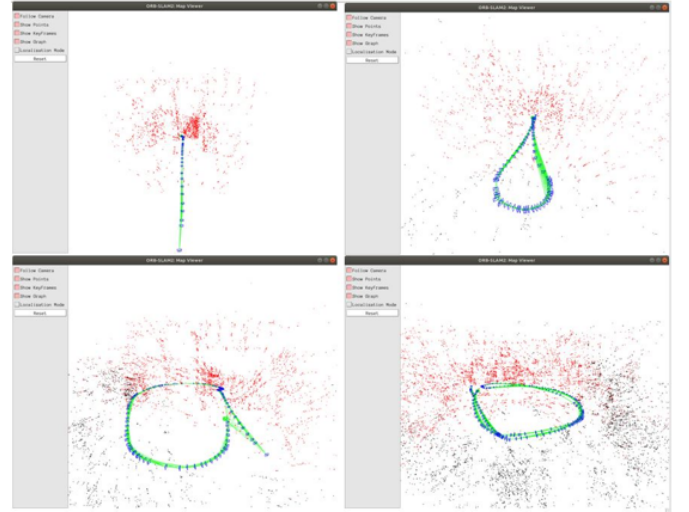 ORB-SLAM2: Map Viewer
Follow Camera
Show Points
Show KeyFrames
Show Graph
Localization Mode
Reset
ORB-SLAM2: Map Viewer
Follow Camera
Show Points
Show KeyFrames
Show Graph
Localization Mode
Reset
ORB-SLAM2: Map Viewer
Follow Camera
Show Points
Show KeyFrames
Show Graph
Localization Mode
Reset
ORB-SLAM2: Map Viewer
Follow Camera
Show Points
Show KeyFrames
Show Graph
Localization Mode
Reset